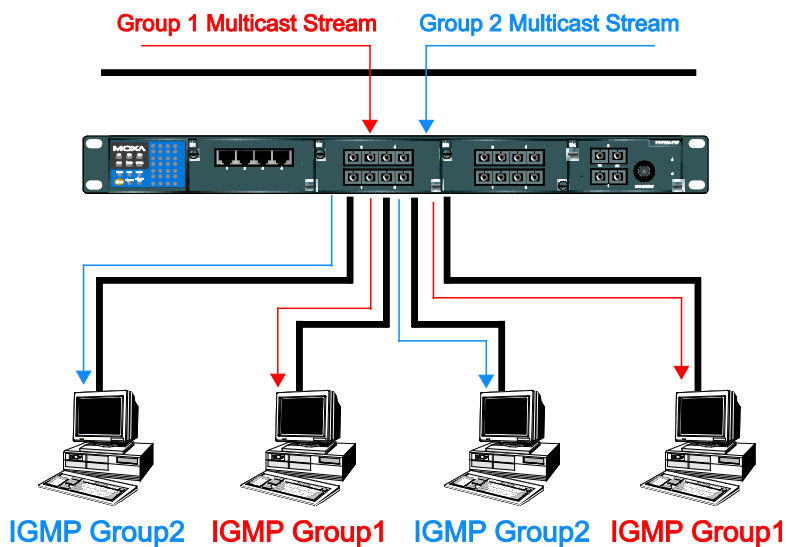 Group 1 Multicast Stream
Group 2 Multicast Stream
MOXA
IGMP Group2
IGMP Group1
IGMP Group2
IGMP Group1